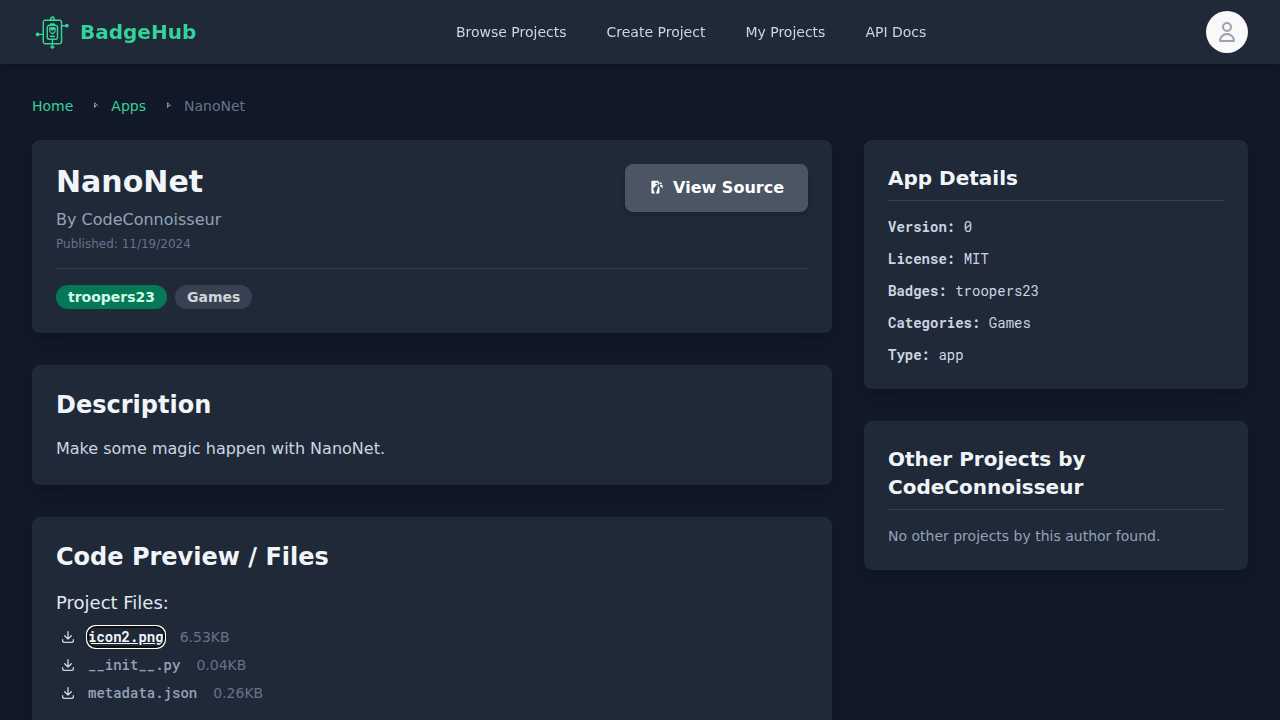 BadgeHub
Browse Projects
Create Project
My Projects
API Docs
Home
Apps
NanoNet
NanoNet
View Source
By CodeConnoisseur
Published: 11/19/2024
troopers23
Games
Description
Make some magic happen with NanoNet.
Code Preview / Files
Project Files:
icon2.png 6.53KB
__init__.py 0.04KB
metadata.json 0.26KB
App Details
Version: 0
License: MIT
Badges: troopers23
Categories: Games
Type: app
Other Projects by
CodeConnoisseur
No other projects by this author found.